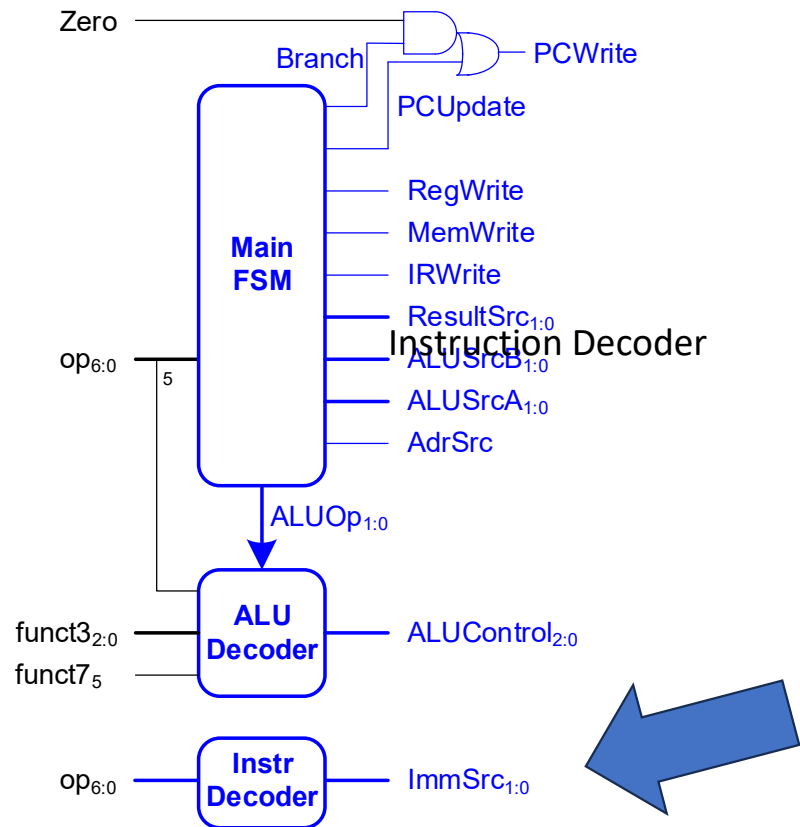 Zero
Branch
PCWrite
PCUpdate
RegWrite
MemWrite
Main
FSM
IRWrite
ResultSrc1:0
Instruction Decoder
op6:0
5
ALUSrcB1:0
ALUSrcA1:0
AdrSrc
ALUOp1:0
funct32:0
ALU
Decoder
ALUControl2:0
funct75
op6:0
Instr
Decoder
ImmSrc1:0